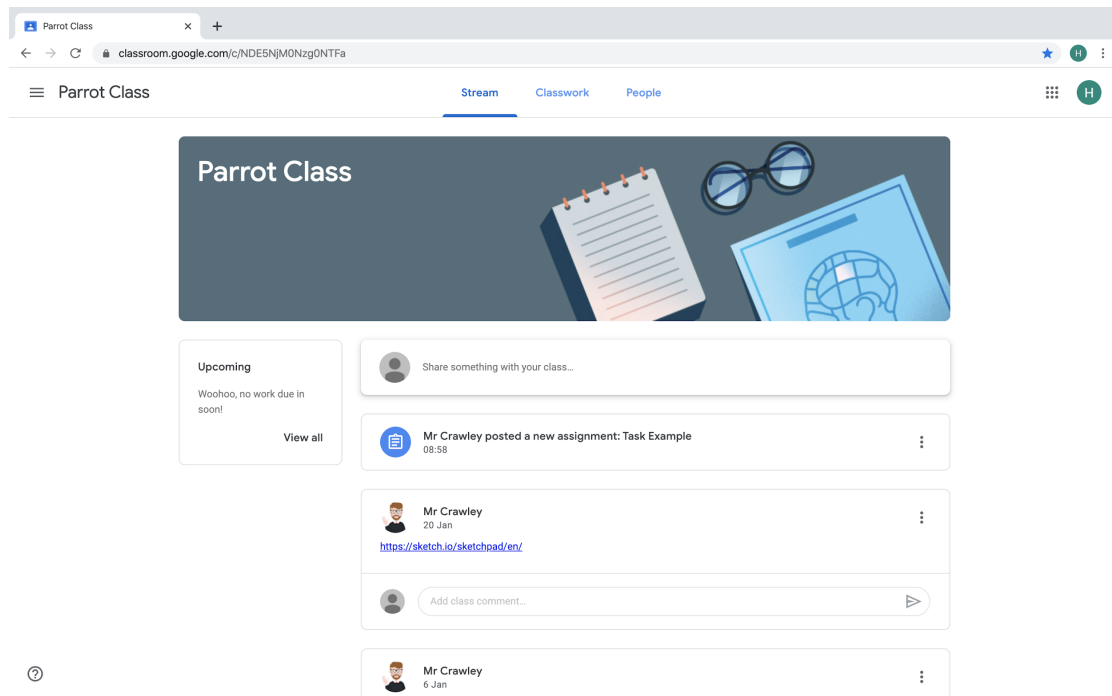 Parrot Class
classroom.google.com/c/NDE5NjM0Nzg0NTFa
H
Parrot Class
Stream
Classwork
People
H
Parrot Class
Upcoming
Woohoo, no work due in
soon!
View all
Share something with your class...
Mr Crawley posted a new assignment: Task Example
08:58
Mr Crawley
20 Jan
https://sketch.io/sketchpad/en/
Add class comment...
Mr Crawley
6 Jan